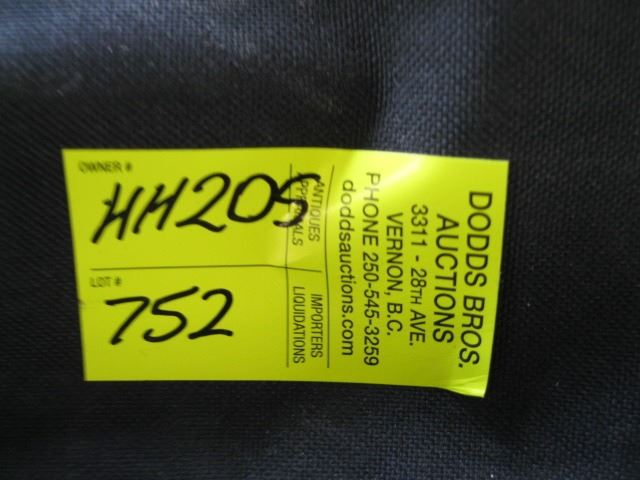 DODDS BROS.
AUCTIONS
3311 - 28TH AVE.
VERNON, B.C.
PHONE 250-545-3259
doddsauctions.com
ANTIQUES IMPORTERS
APPRAISALS LIQUIDATIONS
OWNER #
HH205
LOT #
752